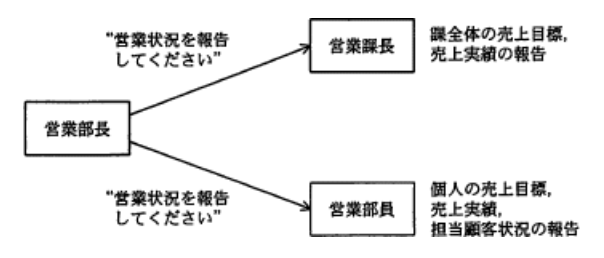 “営業状況を報告
してください”
営業課長
課全体の売上目標,
売上実績の報告
営業部長
“営業状況を報告
してください”
営業部員
個人の売上目標,
売上実績,
担当顧客状況の報告